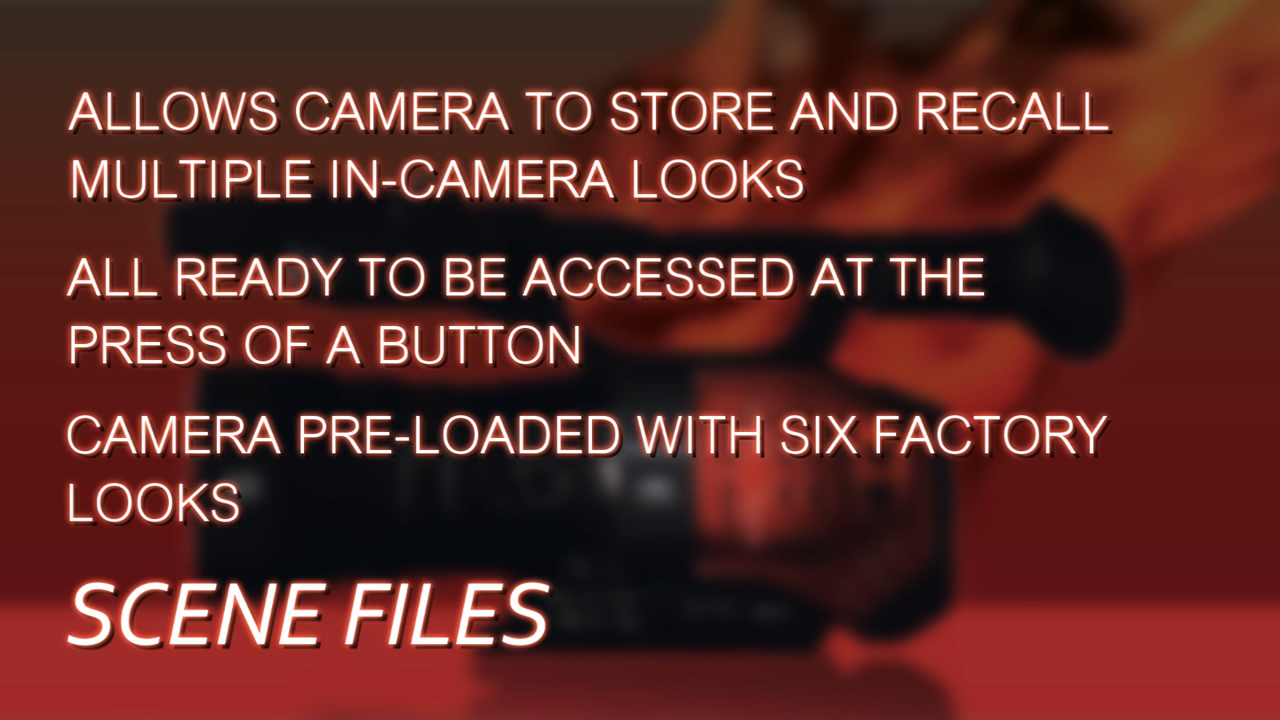 ALLOWS CAMERA TO STORE AND RECALL
MULTIPLE IN-CAMERA LOOKS
ALL READY TO BE ACCESSED AT THE
PRESS OF A BUTTON
CAMERA PRE-LOADED WITH SIX FACTORY
LOOKS
SCENE FILES